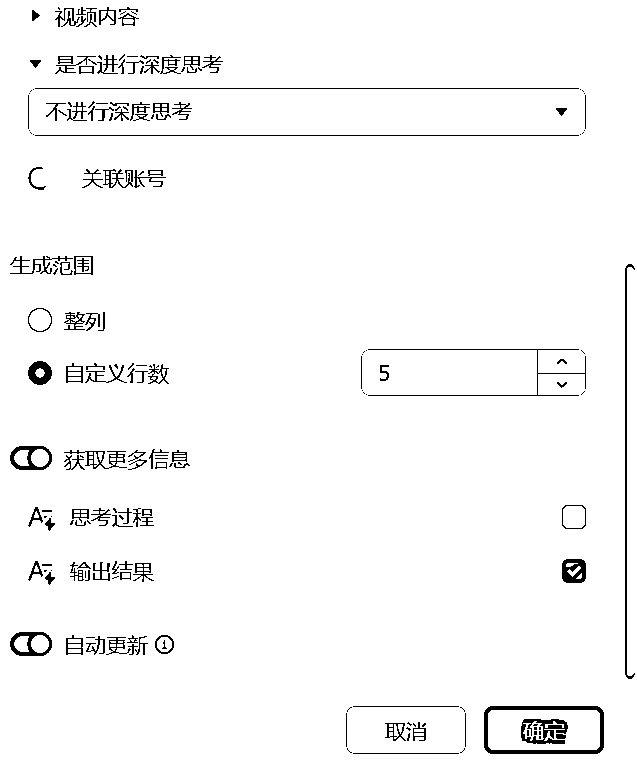 视频内容
是否进行深度思考
不进行深度思考
关联账号
生成范围
整列
自定义行数 5
获取更多信息
思考过程
输出结果
自动更新
取消 确定